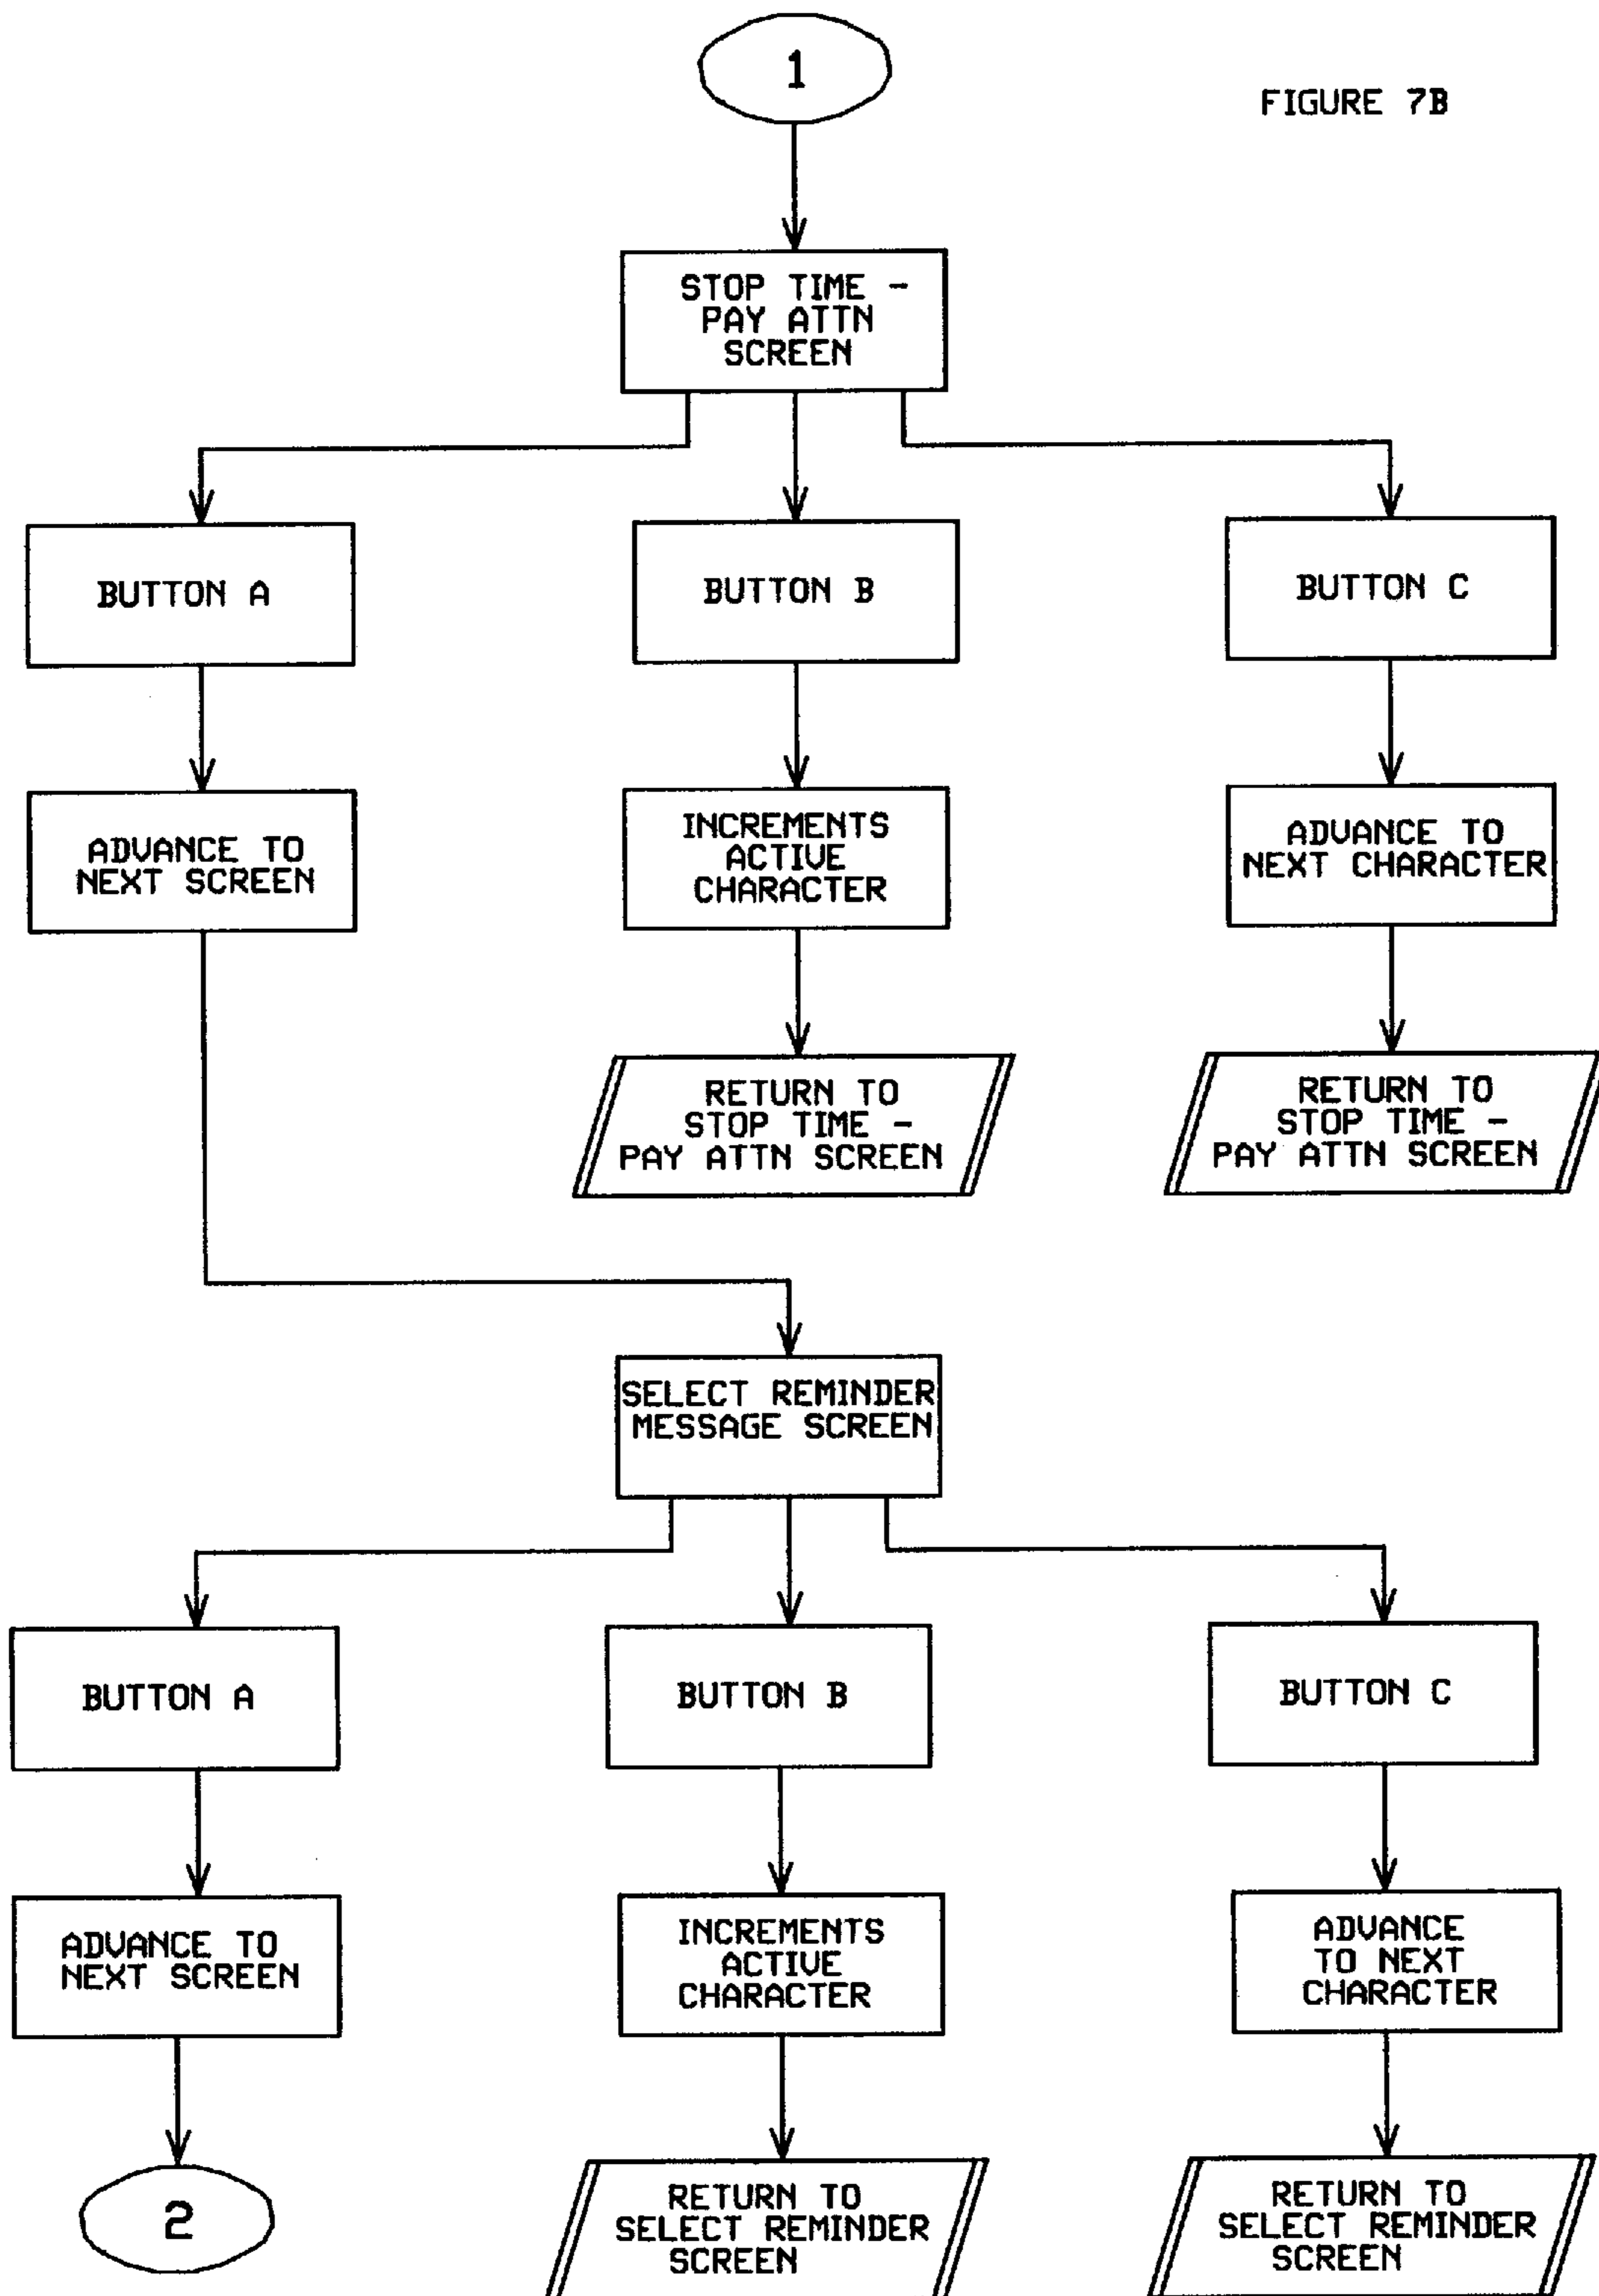 1
FIGURE 7B
STOP TIME -
PAY ATTN
SCREEN
BUTTON A
BUTTON B
BUTTON C
ADVANCE TO
NEXT SCREEN
INCREMENTS
ACTIVE
CHARACTER
ADVANCE TO
NEXT CHARACTER
RETURN TO
STOP TIME -
PAY ATTN SCREEN
RETURN TO
STOP TIME -
PAY ATTN SCREEN
SELECT REMINDER
MESSAGE SCREEN
BUTTON A
BUTTON B
BUTTON C
ADVANCE TO
NEXT SCREEN
INCREMENTS
ACTIVE
CHARACTER
ADVANCE
TO NEXT
CHARACTER
2
RETURN TO
SELECT REMINDER
SCREEN
RETURN TO
SELECT REMINDER
SCREEN